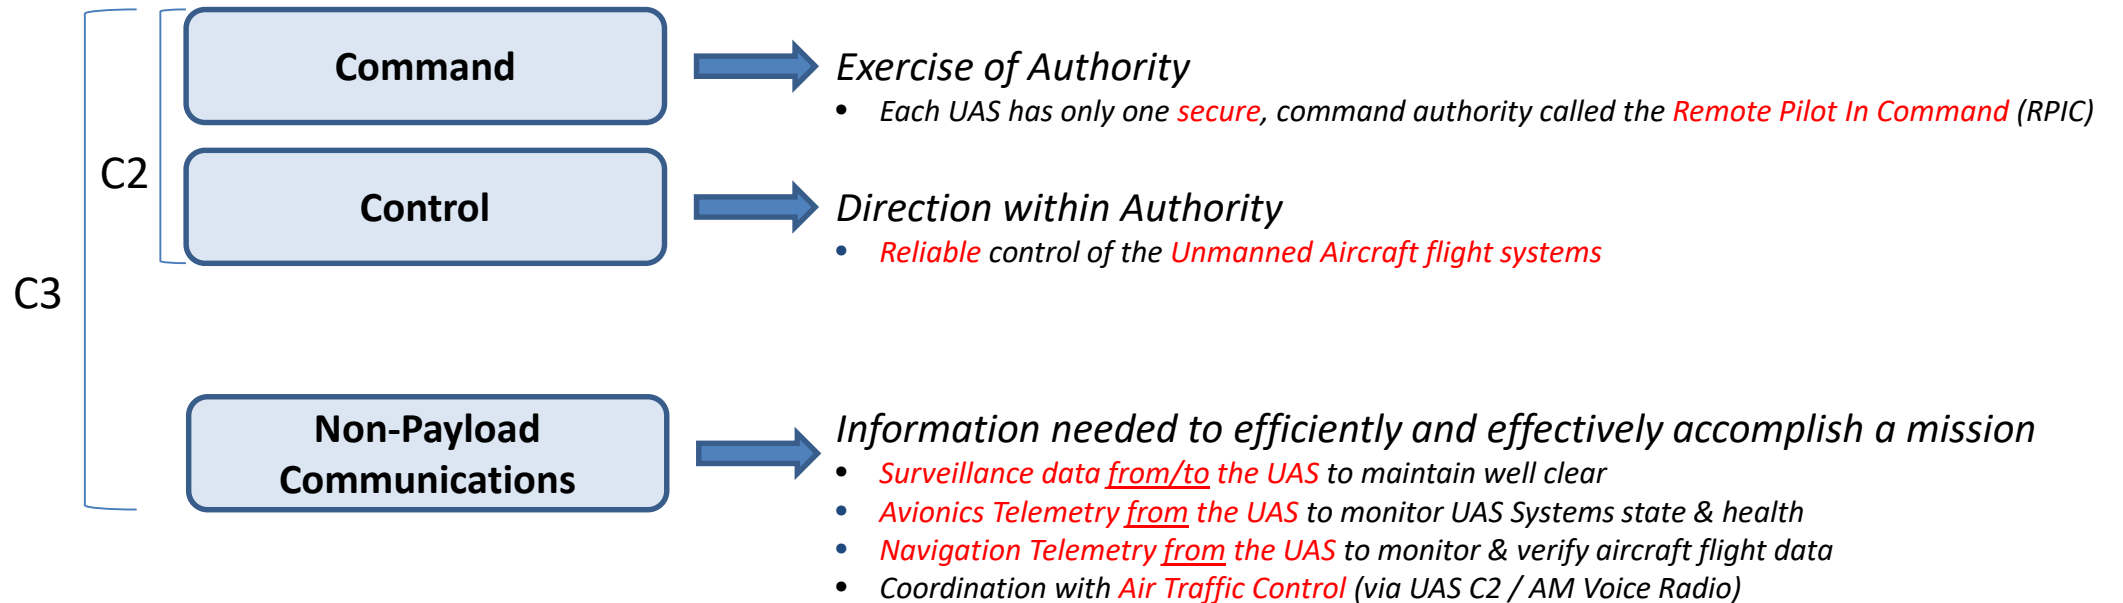 Command
Exercise of Authority
• Each UAS has only one secure, command authority called the Remote Pilot In Command (RPIC)
C2
Control
Direction within Authority
• Reliable control of the Unmanned Aircraft flight systems
C3
Non-Payload
Communications
Information needed to efficiently and effectively accomplish a mission
• Surveillance data from/to the UAS to maintain well clear
• Avionics Telemetry from the UAS to monitor UAS Systems state & health
• Navigation Telemetry from the UAS to monitor & verify aircraft flight data
• Coordination with Air Traffic Control (via UAS C2 / AM Voice Radio)